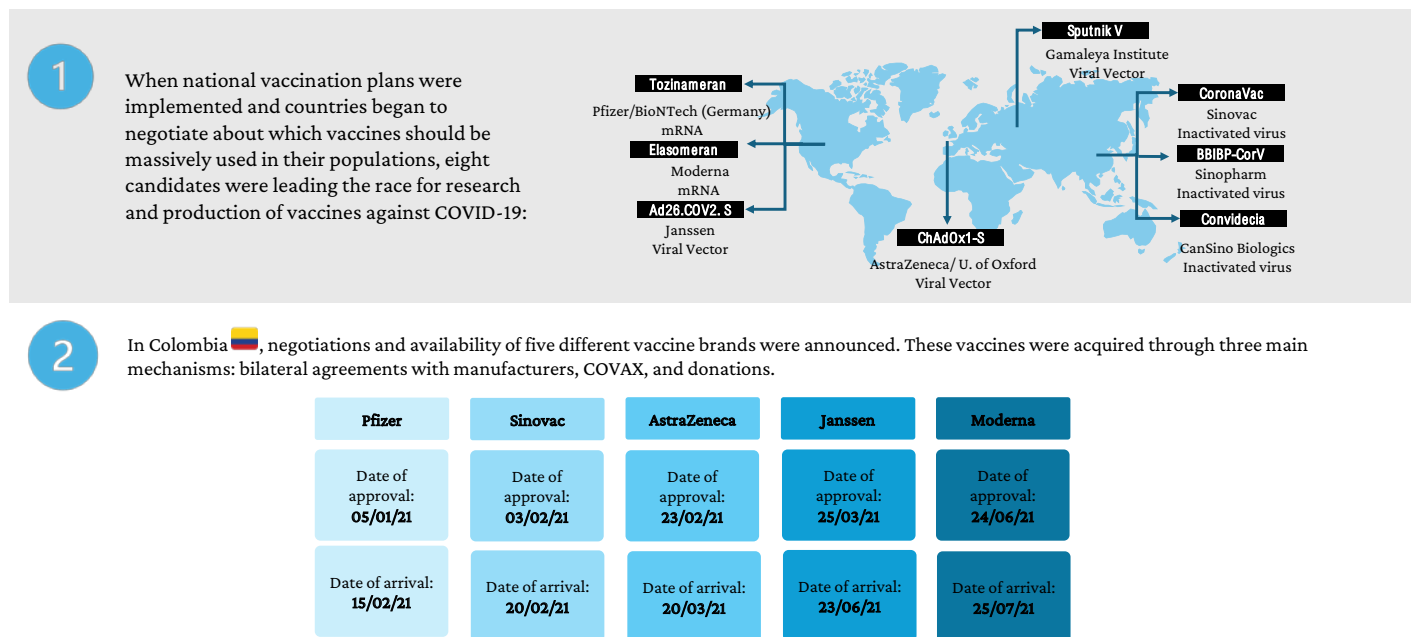 1
When national vaccination plans were
implemented and countries began to
negotiate about which vaccines should be
massively used in their populations, eight
candidates were leading the race for research
and production of vaccines against COVID-19:
Tozinameran
Pfizer/BioNTech (Germany)
mRNA
Elasomeran
Moderna
mRNA
Ad26.COV2. S
Janssen
Viral Vector
ChAdOx1-S
AstraZeneca/ U. of Oxford
Viral Vector
Sputnik V
Gamaleya Institute
Viral Vector
CoronaVac
Sinovac
Inactivated virus
BBIBP-CorV
Sinopharm
Inactivated virus
Convidecia
CanSino Biologics
Inactivated virus
2
In Colombia , negotiations and availability of five different vaccine brands were announced. These vaccines were acquired through three main
mechanisms: bilateral agreements with manufacturers, COVAX, and donations.
Pfizer
Date of
approval:
05/01/21
Date of arrival:
15/02/21
Sinovac
Date of
approval:
03/02/21
Date of arrival:
20/02/21
AstraZeneca
Date of
approval:
23/02/21
Date of arrival:
20/03/21
Janssen
Date of
approval:
25/03/21
Date of arrival:
23/06/21
Moderna
Date of
approval:
24/06/21
Date of arrival:
25/07/21